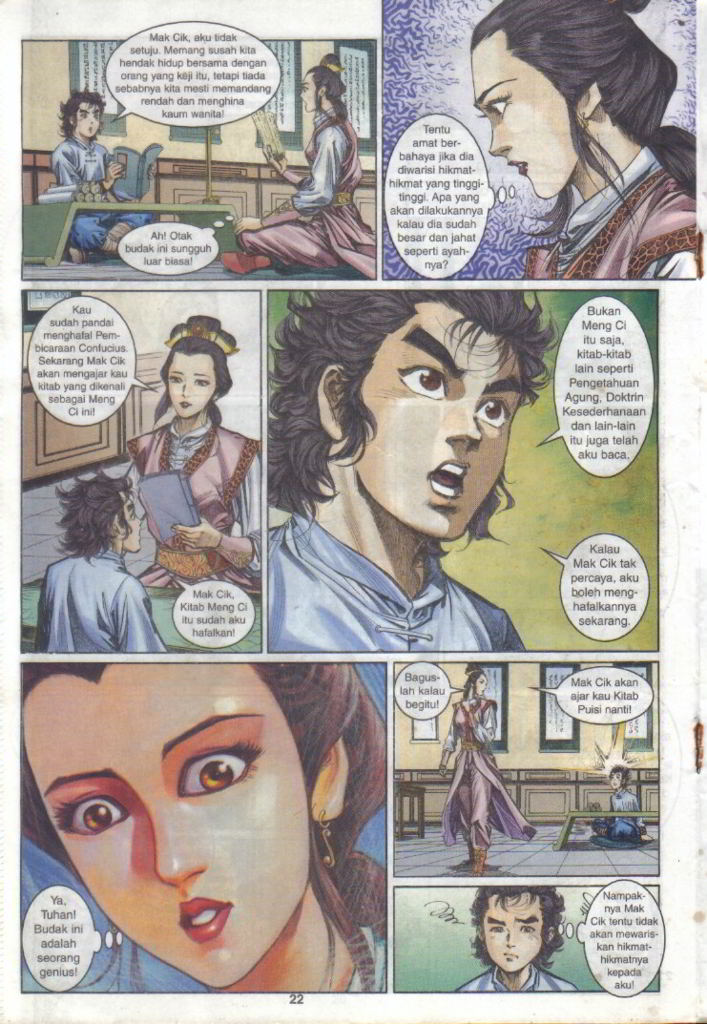 Mak Cik, aku tidak
setuju. Memang susah kita
hendak hidup bersama dengan
orang yang keji itu, tetapi tiada
sebabnya kita mesti memandang
rendah dan menghina
kaum wanita!
Ah! Otak
budak ini sungguh
luar biasa!
Tentu
amat ber-
bahaya jika dia
diwarisi hikmat-
hikmat yang tinggi-
tinggi. Apa yang
akan dilakukannya
kalau dia sudah
besar dan jahat
seperti ayah-
nya?
Kau
sudah pandai
menghafal Pem-
bicaraan Confucius.
Sekarang Mak Cik
akan mengajar kau
kitab yang dikenali
sebagai Meng
Ci ini!
Mak Cik,
Kitab Meng Ci
itu sudah aku
hafalkan!
Bukan
Meng Ci
itu saja,
kitab-kitab
lain seperti
Pengetahuan
Agung, Doktrin
Kesederhanaan
dan lain-lain
itu juga telah
aku baca.
Kalau
Mak Cik tak
percaya, aku
boleh meng-
hafalkannya
sekarang.
Ya,
Tuhan!
Budak ini
adalah
seorang
genius!
Bagus-
lah kalau
begitu!
Mak Cik akan
ajar kau Kitab
Puisi nanti!
Nampak-
nya Mak
Cik tentu tidak
akan mewaris-
kan hikmat-
hikmatnya
kepada
aku!
22